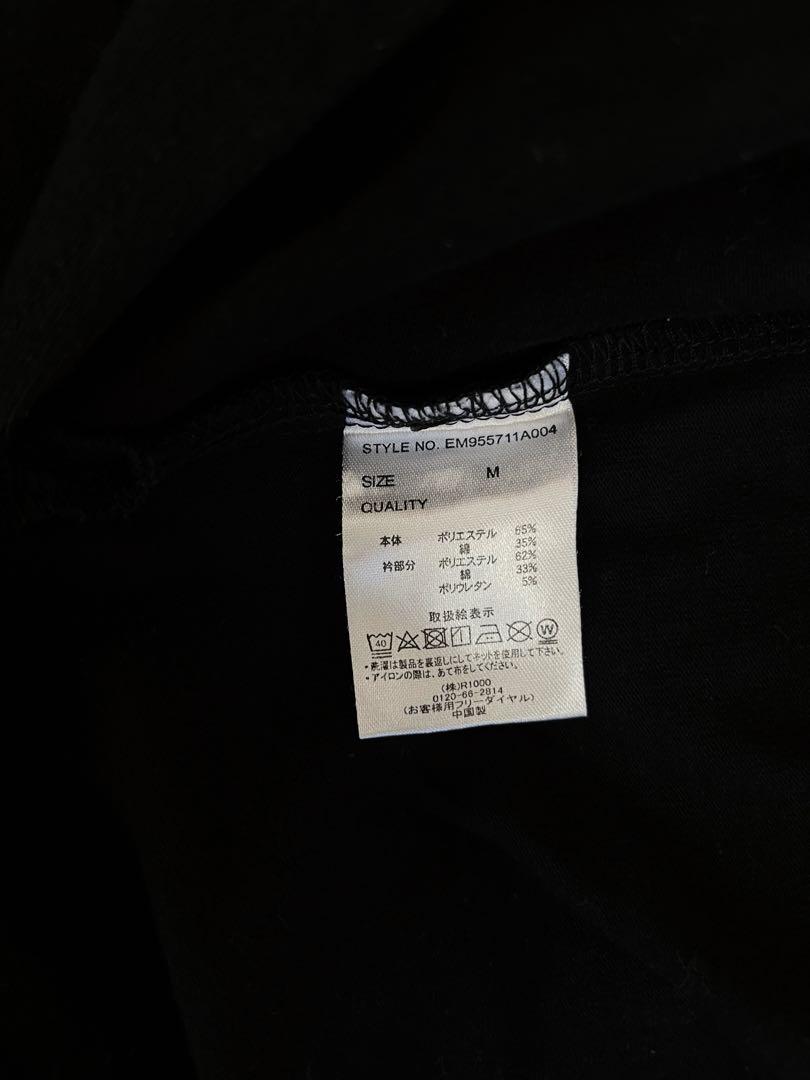 STYLE NO. EM955711A004
SIZE M
QUALITY
本体 ポリエステル 65%
綿 35%
衿部分 ポリエステル 62%
綿 33%
ポリウレタン 5%
取扱絵表示
40 W
・洗濯は製品を裏返しにしてネットを使用して下さい。
・アイロンの際は、あて布をしてください。
(株)R1000
0120-66-2814
(お客様用フリーダイヤル)
中国製